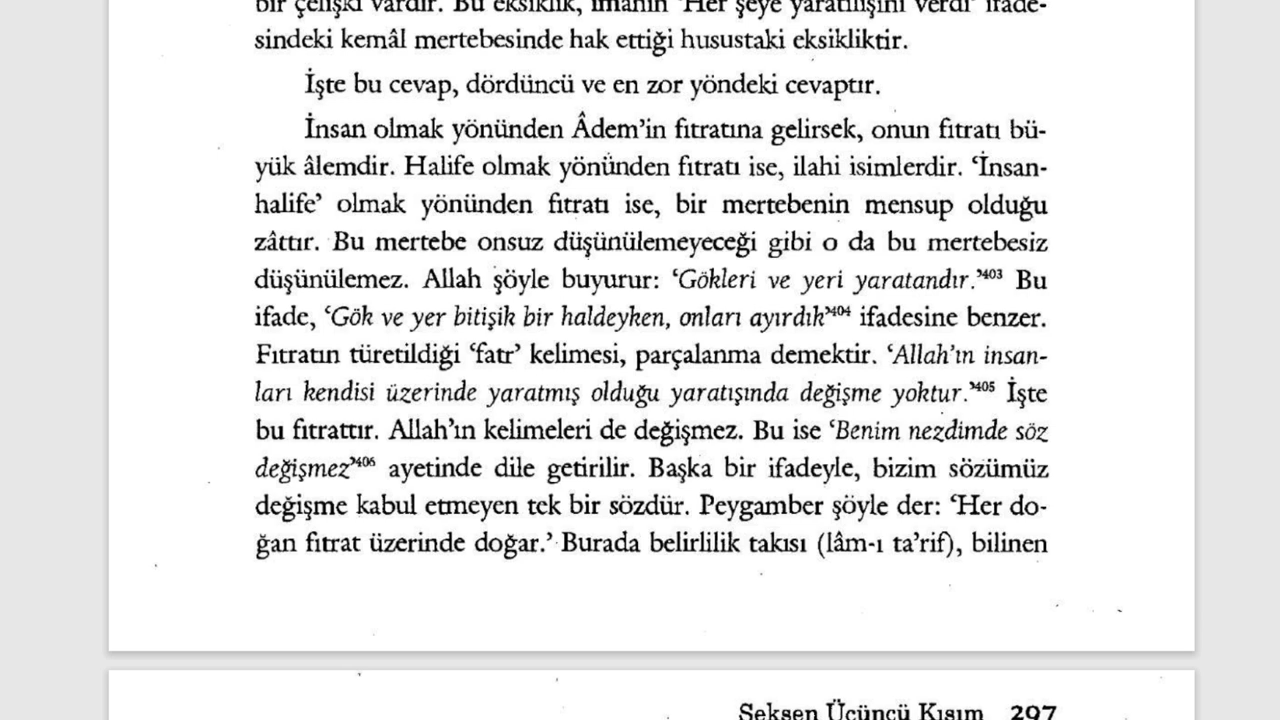 bir çelişki vardır. Bu eksiklik, imanın ‘Her şeye yaratılışını verdi’ ifade-
sindeki kemâl mertebesinde hak ettiği husustaki eksikliktir.
İşte bu cevap, dördüncü ve en zor yöndeki cevaptır.
İnsan olmak yönünden Âdem’in fıtratına gelirsek, onun fıtratı bü-
yük âlemdir. Halife olmak yönünden fıtratı ise, ilahi isimlerdir. ‘İnsan-
halife’ olmak yönünden fıtratı ise, bir mertebenin mensup olduğu
zâttır. Bu mertebe onsuz düşünülemeyeceği gibi o da bu mertebesiz
düşünülemez. Allah şöyle buyurur: ‘Gökleri ve yeri yaratandır.’403 Bu
ifade, ‘Gök ve yer bitişik bir haldeyken, onları ayırdık’404 ifadesine benzer.
Fıtratın türetildiği ‘fatr’ kelimesi, parçalanma demektir. ‘Allah’ın insan-
ları kendisi üzerinde yaratmış olduğu yaratışında değişme yoktur.’405 İşte
bu fıtrattır. Allah’ın kelimeleri de değişmez. Bu ise ‘Benim nezdimde söz
değişmez’406 ayetinde dile getirilir. Başka bir ifadeyle, bizim sözümüz
değişme kabul etmeyen tek bir sözdür. Peygamber şöyle der: ‘Her do-
ğan fıtrat üzerinde doğar.’ Burada belirlilik takısı (lâm-ı ta’rif), bilinen
Seksen Üçüncü Kısım 297